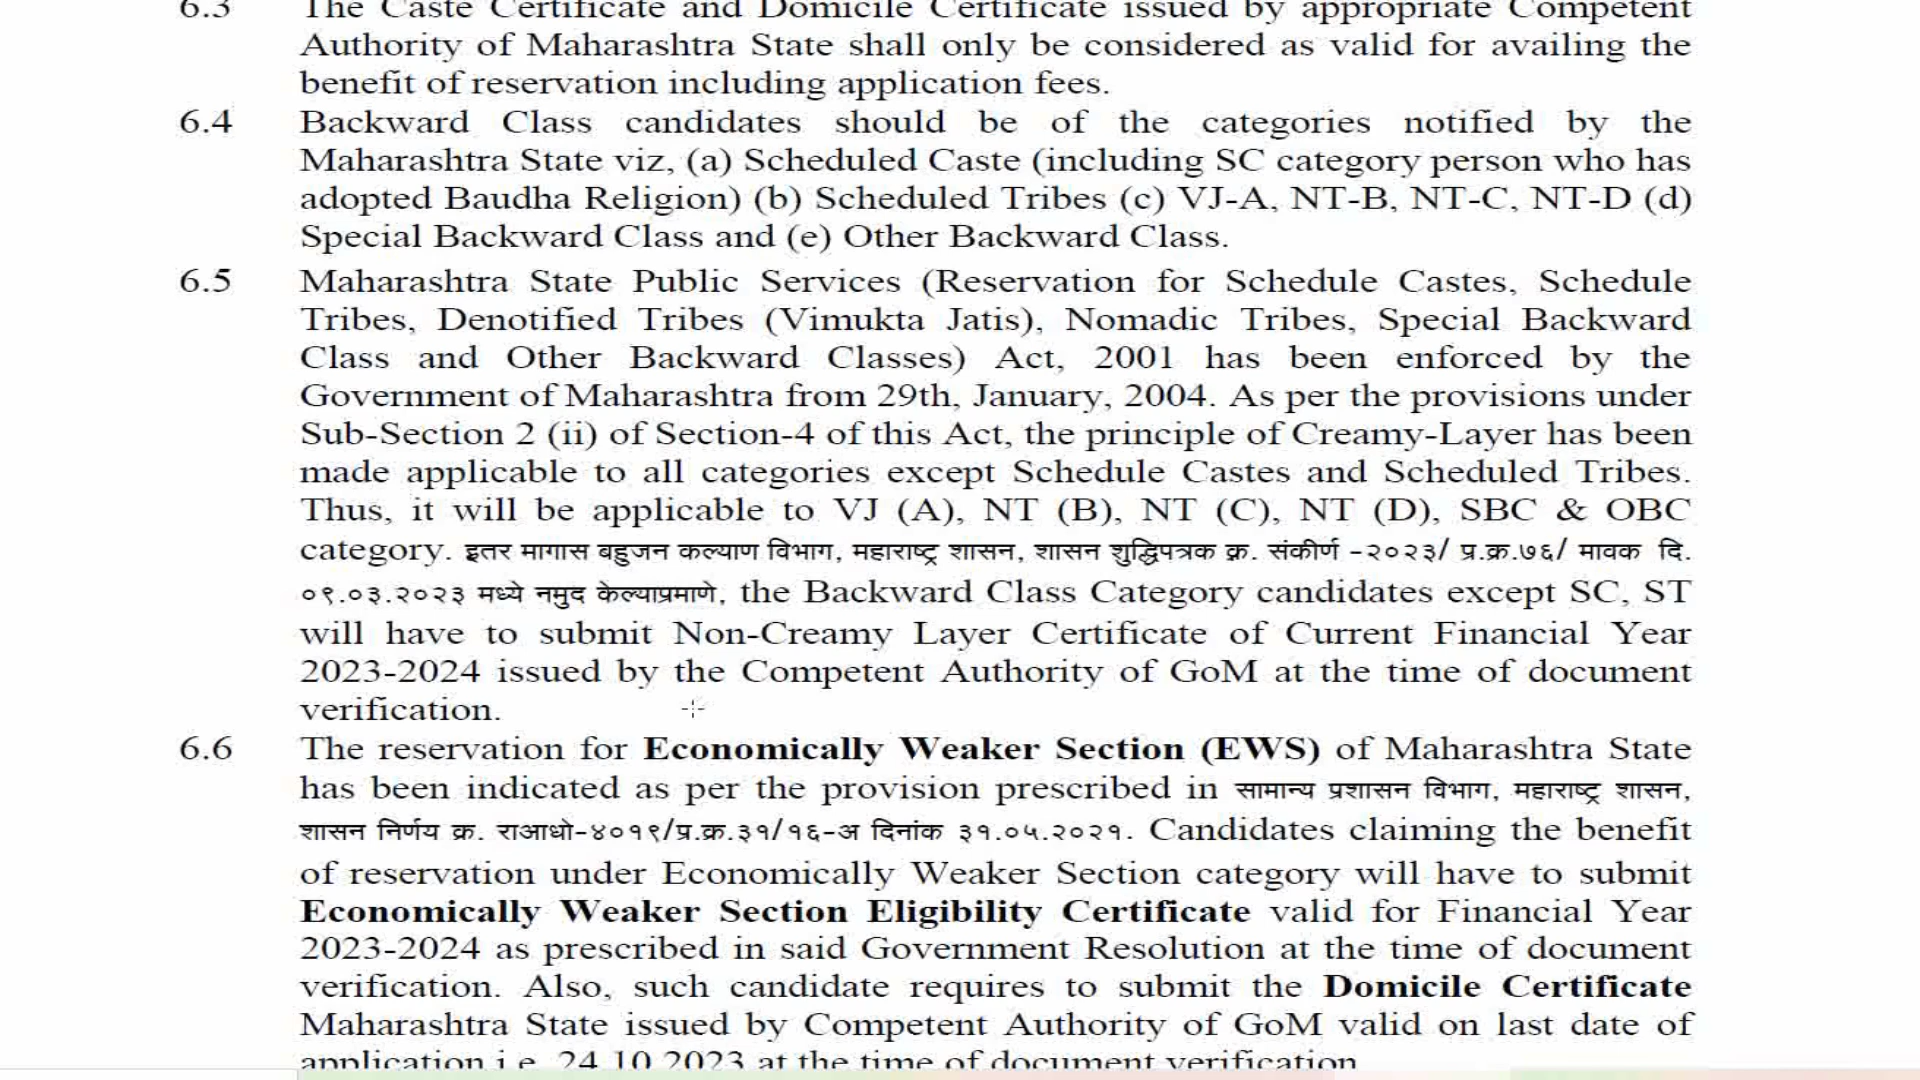 6.3 The Caste Certificate and Domicile Certificate issued by appropriate Competent
Authority of Maharashtra State shall only be considered as valid for availing the
benefit of reservation including application fees.
6.4 Backward Class candidates should be of the categories notified by the
Maharashtra State viz, (a) Scheduled Caste (including SC category person who has
adopted Baudha Religion) (b) Scheduled Tribes (c) VJ-A, NT-B, NT-C, NT-D (d)
Special Backward Class and (e) Other Backward Class.
6.5 Maharashtra State Public Services (Reservation for Schedule Castes, Schedule
Tribes, Denotified Tribes (Vimukta Jatis), Nomadic Tribes, Special Backward
Class and Other Backward Classes) Act, 2001 has been enforced by the
Government of Maharashtra from 29th, January, 2004. As per the provisions under
Sub-Section 2 (ii) of Section-4 of this Act, the principle of Creamy-Layer has been
made applicable to all categories except Schedule Castes and Scheduled Tribes.
Thus, it will be applicable to VJ (A), NT (B), NT (C), NT (D), SBC & OBC
category. इतर मागास बहुजन कल्याण विभाग, महाराष्ट्र शासन, शासन शुद्धिपत्रक क्र. संकीर्ण -२०२३/ प्र.क्र.७६/ मावक दि.
०९.०३.२०२३ मध्ये नमुद केल्याप्रमाणे, the Backward Class Category candidates except SC, ST
will have to submit Non-Creamy Layer Certificate of Current Financial Year
2023-2024 issued by the Competent Authority of GoM at the time of document
verification.
6.6 The reservation for Economically Weaker Section (EWS) of Maharashtra State
has been indicated as per the provision prescribed in सामान्य प्रशासन विभाग, महाराष्ट्र शासन,
शासन निर्णय क्र. राआधो-४०१९/प्र.क्र.३१/१६-अ दिनांक ३१.०५.२०२१. Candidates claiming the benefit
of reservation under Economically Weaker Section category will have to submit
Economically Weaker Section Eligibility Certificate valid for Financial Year
2023-2024 as prescribed in said Government Resolution at the time of document
verification. Also, such candidate requires to submit the Domicile Certificate
Maharashtra State issued by Competent Authority of GoM valid on last date of
application i.e. 24.10.2023 at the time of document verification.